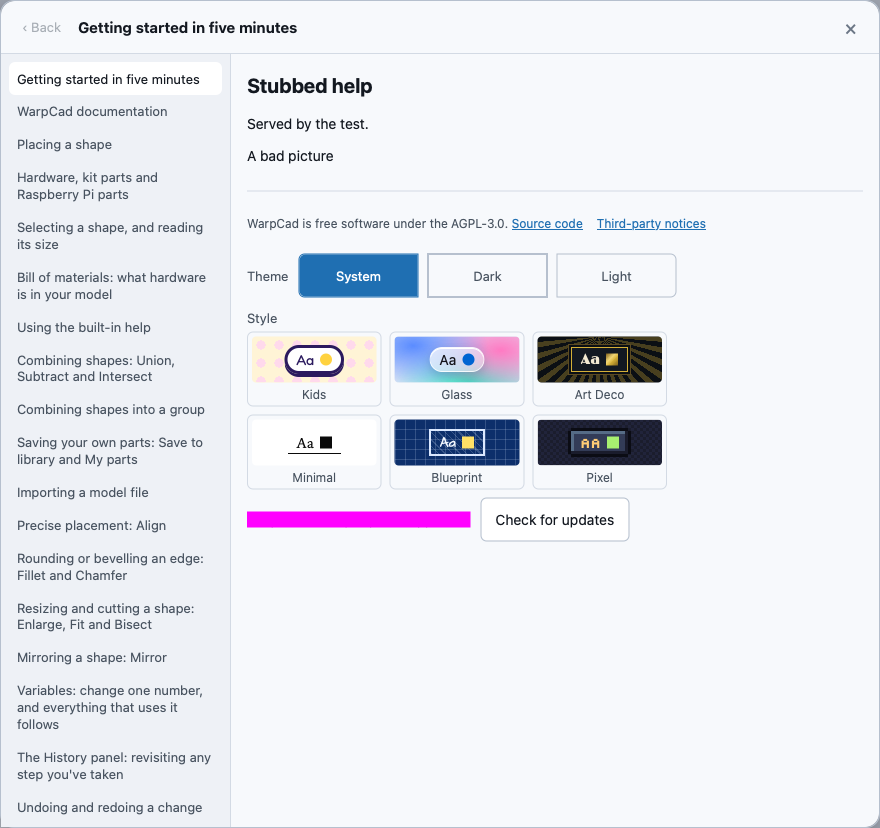 ‹ Back
Getting started in five minutes
×
Getting started in five minutes
WarpCad documentation
Placing a shape
Hardware, kit parts and
Raspberry Pi parts
Selecting a shape, and reading
its size
Bill of materials: what hardware
is in your model
Using the built-in help
Combining shapes: Union,
Subtract and Intersect
Combining shapes into a group
Saving your own parts: Save to
library and My parts
Importing a model file
Precise placement: Align
Rounding or bevelling an edge:
Fillet and Chamfer
Resizing and cutting a shape:
Enlarge, Fit and Bisect
Mirroring a shape: Mirror
Variables: change one number,
and everything that uses it
follows
The History panel: revisiting any
step you've taken
Undoing and redoing a change
Stubbed help
Served by the test.
A bad picture
WarpCad is free software under the AGPL-3.0. Source code Third-party notices
Theme System Dark Light
Style
Aa Aa Aa
Kids Glass Art Deco
Aa Aa AA
Minimal Blueprint Pixel
Check for updates